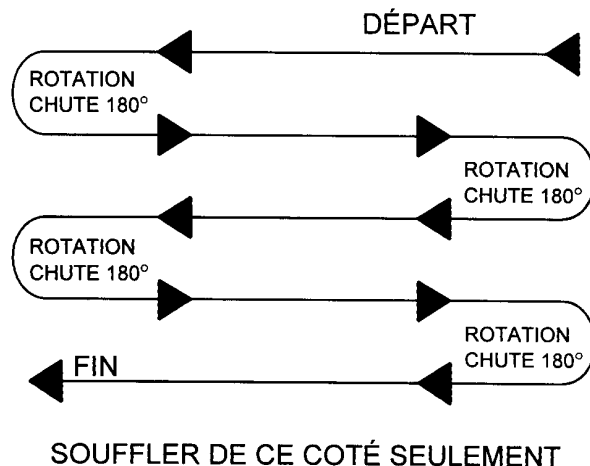 DÉPART
ROTATION
CHUTE 180°
ROTATION
CHUTE 180°
ROTATION
CHUTE 180°
ROTATION
CHUTE 180°
FIN
SOUFFLER DE CE COTÉ SEULEMENT